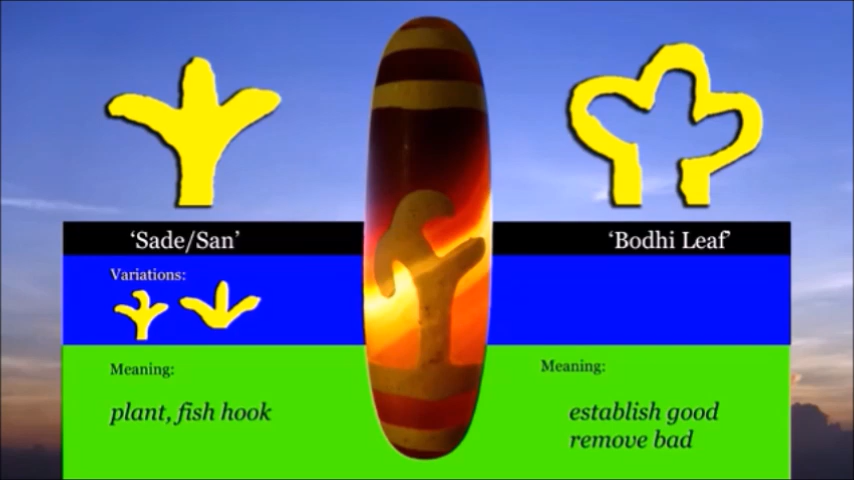 ‘Sade/San’
Variations:
Meaning:
plant, fish hook
‘Bodhi Leaf’
Meaning:
establish good
remove bad